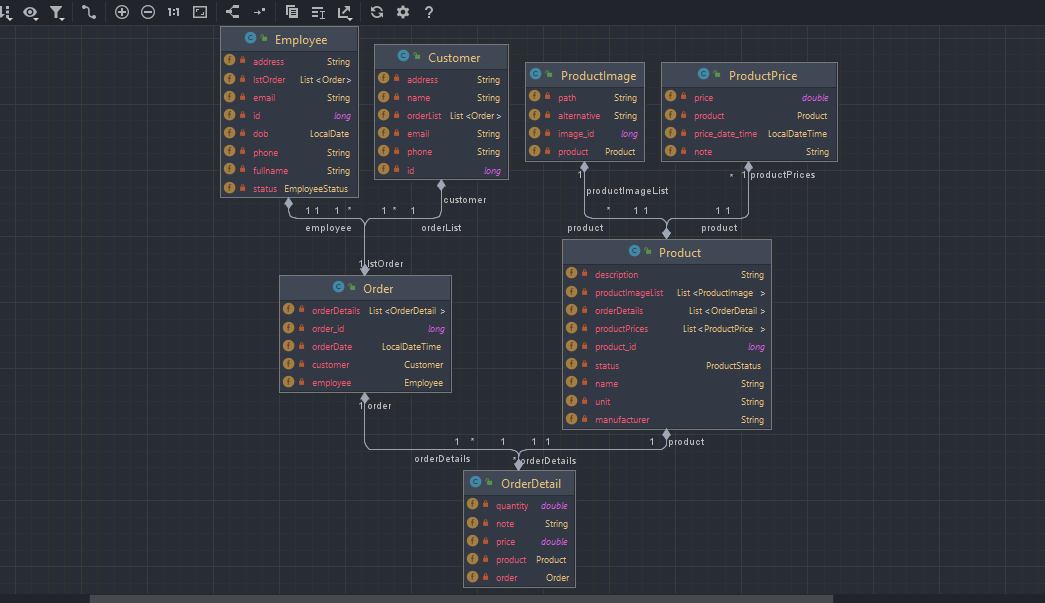 1:1
?
Employee
address String
lstOrder List <Order>
email String
id long
dob LocalDate
phone String
fullname String
status EmployeeStatus
Customer
address String
name String
orderList List <Order >
email String
phone String
id long
ProductImage
path String
alternative String
image_id long
product Product
ProductPrice
price double
product Product
price_date_time LocalDateTime
note String
1
productImageList
* 1 productPrices
customer
1 1 1 *
1 * 1
employee
orderList
* 1 1
1 1
product
product
1 lstOrder
Order
orderDetails List <OrderDetail >
order_id long
orderDate LocalDateTime
customer Customer
employee Employee
Product
description String
productImageList List <ProductImage >
orderDetails List <OrderDetail >
productPrices List <ProductPrice >
product_id long
status ProductStatus
name String
unit String
manufacturer String
1 order
1 * 1 1 1 1 product
orderDetails
* orderDetails
OrderDetail
quantity double
note String
price double
product Product
order Order